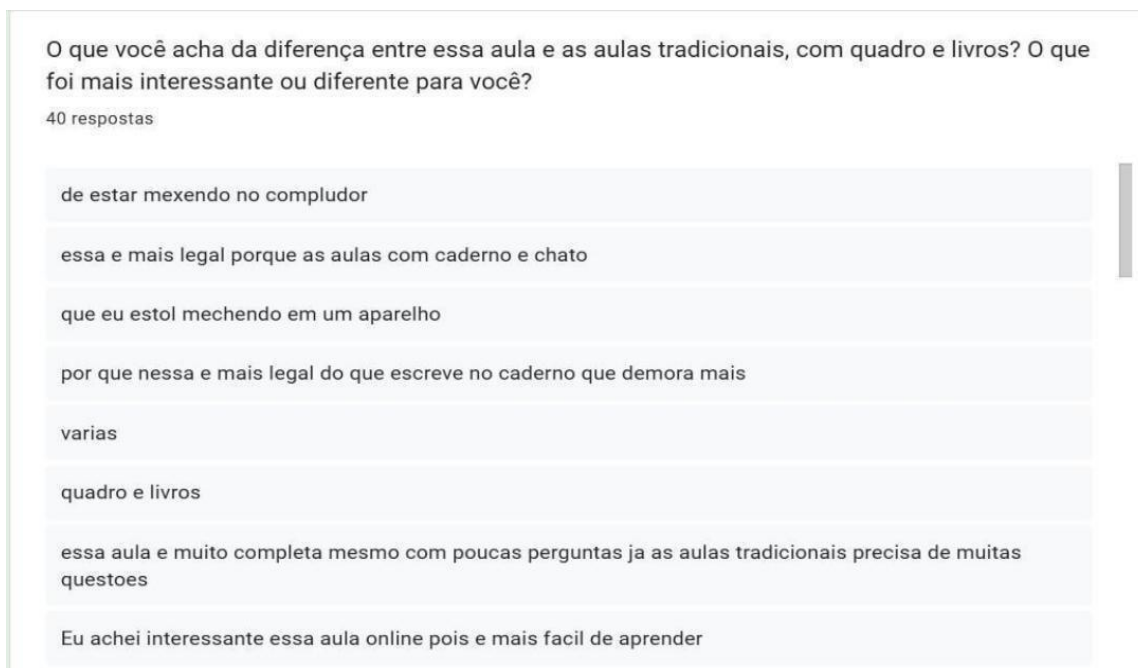 O que você acha da diferença entre essa aula e as aulas tradicionais, com quadro e livros? O que
foi mais interessante ou diferente para você?
40 respostas
de estar mexendo no compludor
essa e mais legal porque as aulas com caderno e chato
que eu estol mechendo em um aparelho
por que nessa e mais legal do que escreve no caderno que demora mais
varias
quadro e livros
essa aula e muito completa mesmo com poucas perguntas ja as aulas tradicionais precisa de muitas
questoes
Eu achei interessante essa aula online pois e mais facil de aprender